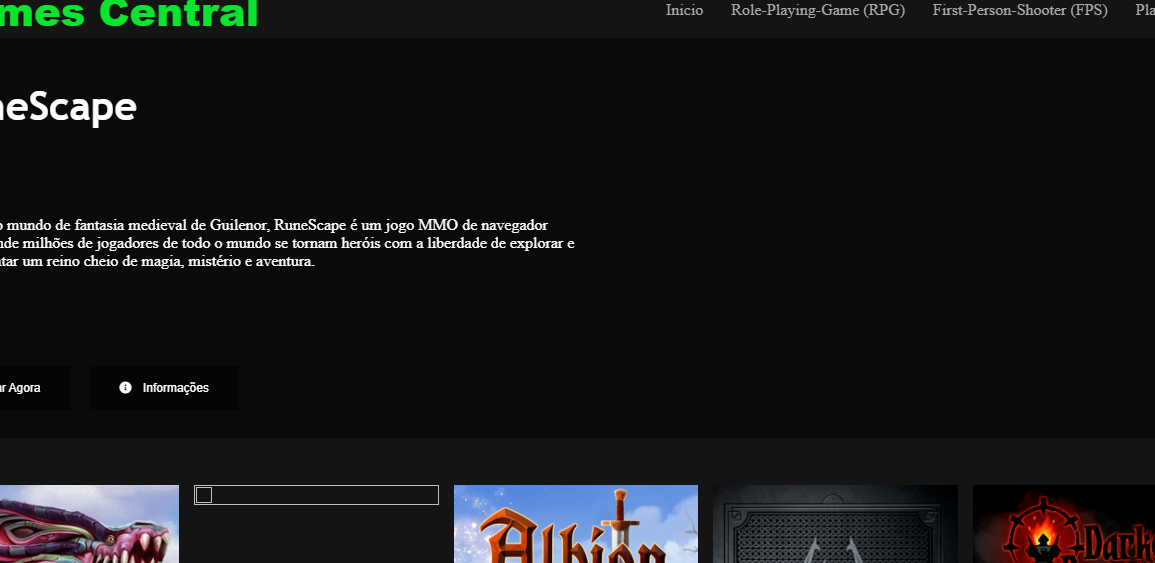 mes Central
Inicio Role-Playing-Game (RPG) First-Person-Shooter (FPS) Pla
neScape
o mundo de fantasia medieval de Guilenor, RuneScape é um jogo MMO de navegador
nde milhões de jogadores de todo o mundo se tornam heróis com a liberdade de explorar e
tar um reino cheio de magia, mistério e aventura.
ar Agora Informações
Albion
Darke